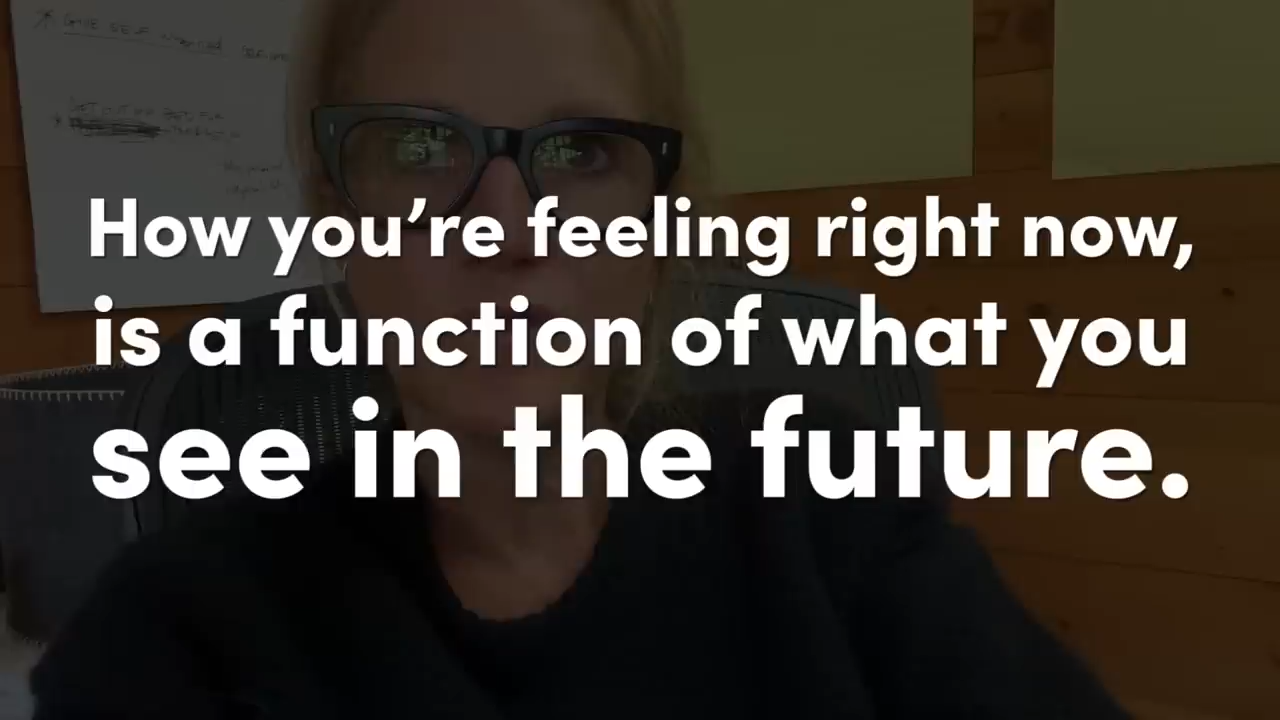 How you’re feeling right now,
is a function of what you
see in the future.